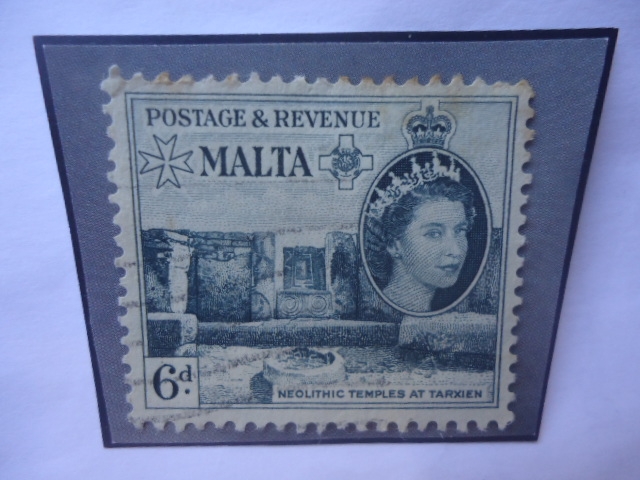 POSTAGE & REVENUE
MALTA
6d.
NEOLITHIC TEMPLES AT TARXIEN